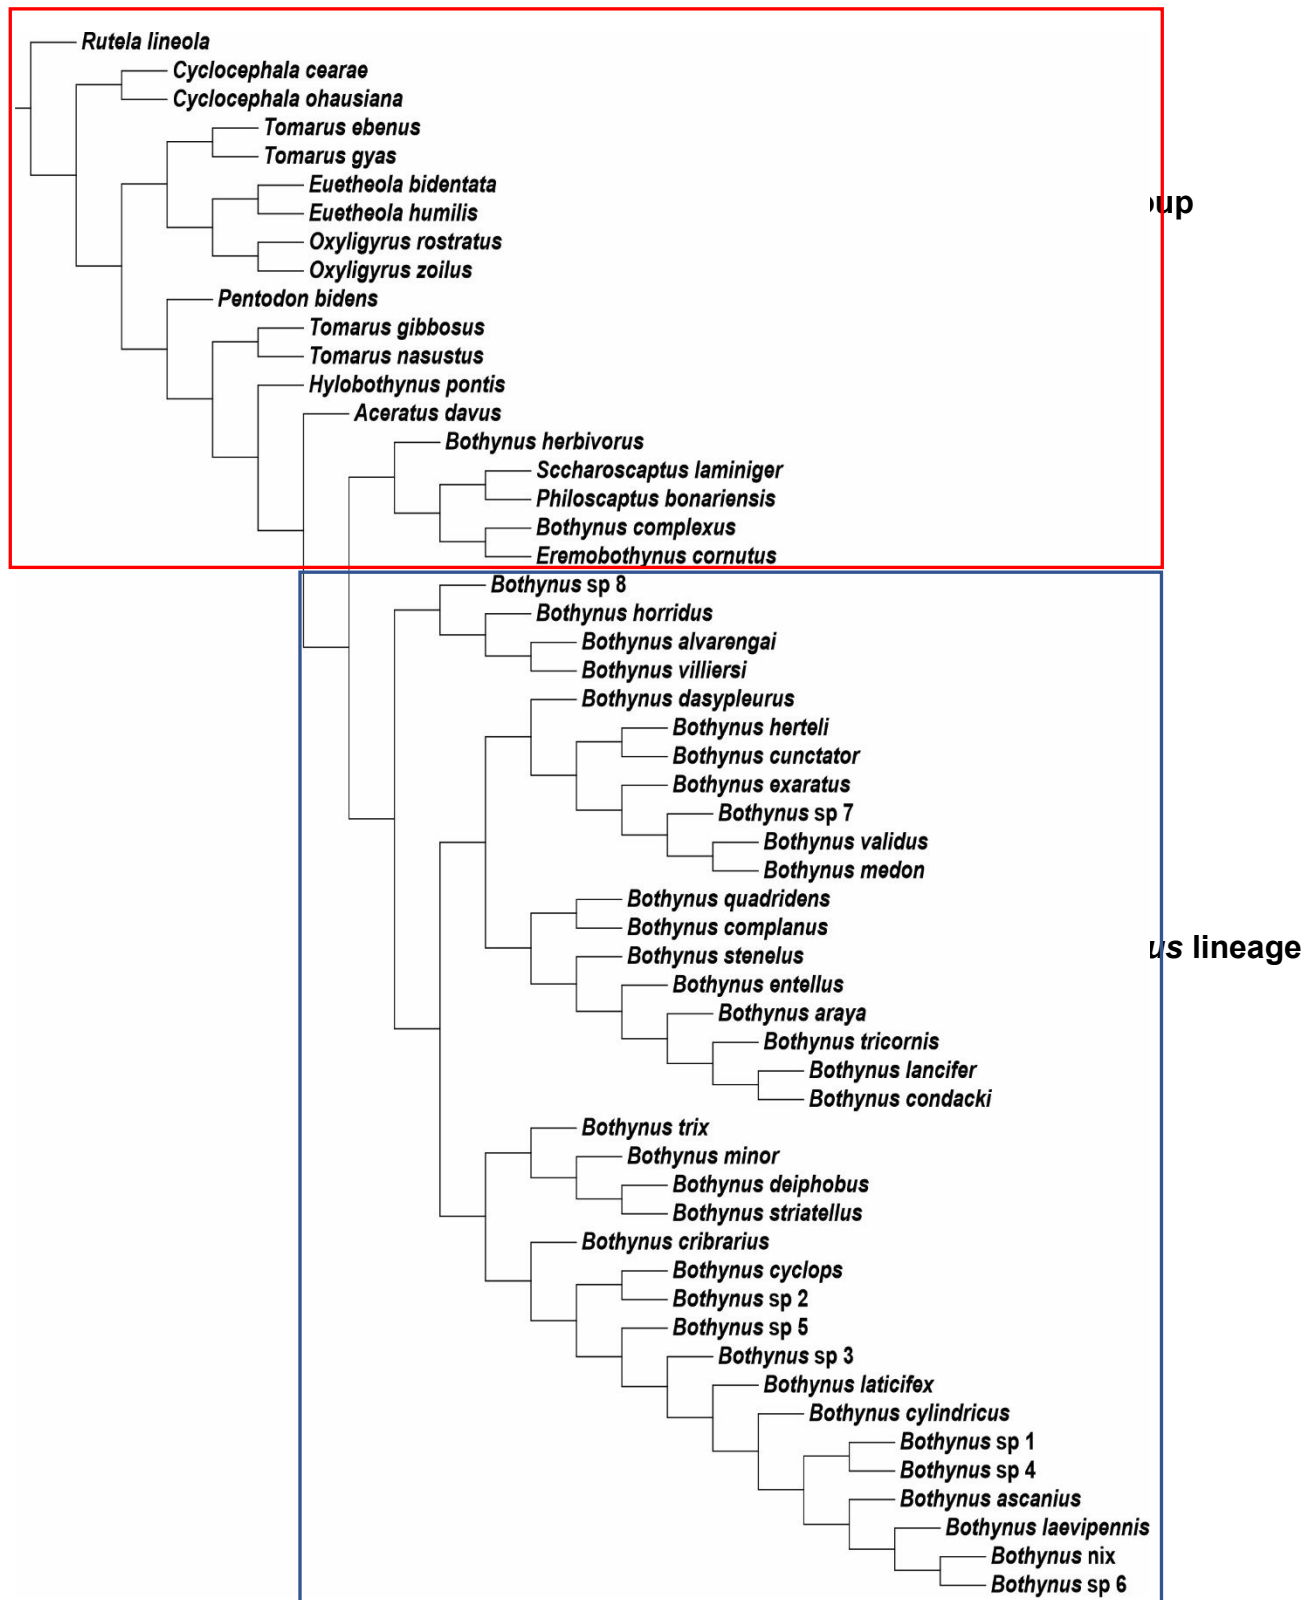 Rutela lineola
Cyclocephala cearae
Cyclocephala ohausiana
Tomarus ebenus
Tomarus gyas
Euetheola bidentata
Euetheola humilis
oup
Oxyligyrus rostratus
Oxyligyrus zoilus
Pentodon bidens
Tomarus gibbosus
Tomarus nasustus
Hylobothynus pontis
Aceratus davus
Bothynus herbivorus
Sccharoscaptus laminiger
Philoscaptus bonariensis
Bothynus complexus
Eremobothynus cornutus
Bothynus sp 8
Bothynus horridus
Bothynus alvarengai
Bothynus villiersi
Bothynus dasypleurus
Bothynus herteli
Bothynus cunctator
Bothynus exaratus
Bothynus sp 7
Bothynus validus
Bothynus medon
Bothynus quadridens
Bothynus complanus
us lineage
Bothynus stenelus
Bothynus entellus
Bothynus araya
Bothynus tricornis
Bothynus lancifer
Bothynus condacki
Bothynus trix
Bothynus minor
Bothynus deiphobus
Bothynus striatellus
Bothynus cribrarius
Bothynus cyclops
Bothynus sp 2
Bothynus sp 5
Bothynus sp 3
Bothynus laticifex
Bothynus cylindricus
Bothynus sp 1
Bothynus sp 4
Bothynus ascanius
Bothynus laevipennis
Bothynus nix
Bothynus sp 6